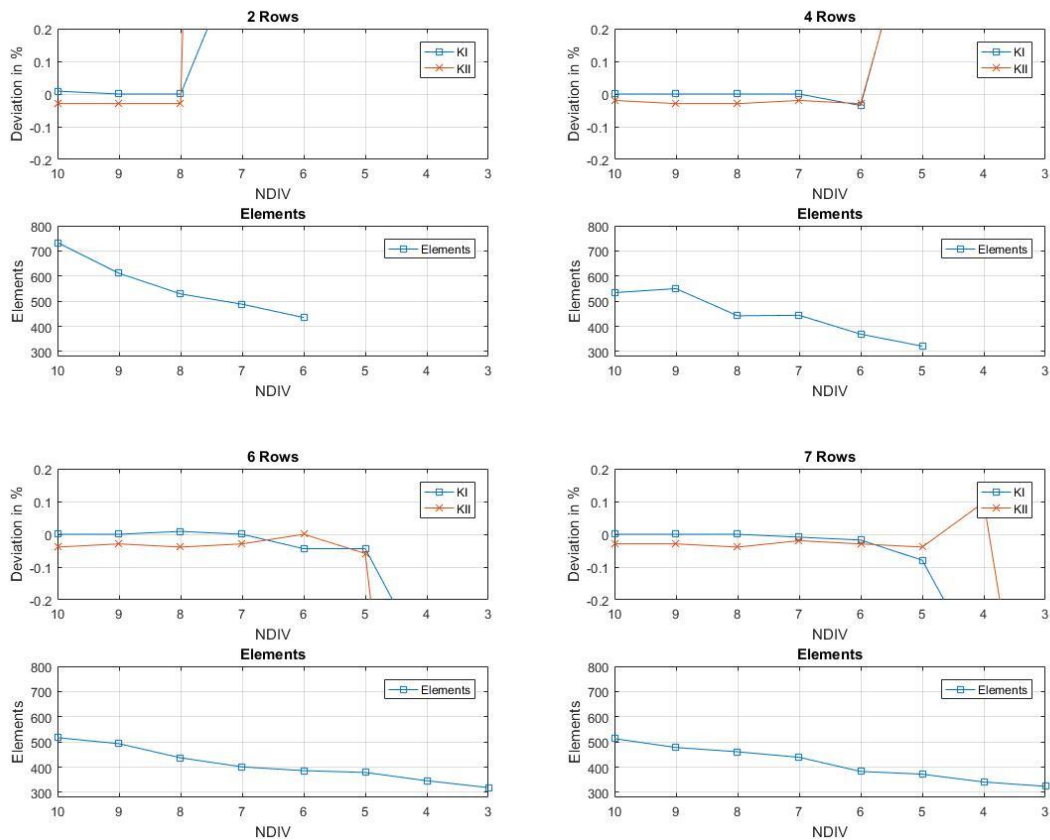 2 Rows
Deviation in %
0.2
0.1
0
-0.1
-0.2
KI
KII
10 9 8 7 6 5 4 3
NDIV
Elements
Elements
800
700
600
500
400
300
Elements
10 9 8 7 6 5 4 3
NDIV
4 Rows
Deviation in %
0.2
0.1
0
-0.1
-0.2
KI
KII
10 9 8 7 6 5 4 3
NDIV
Elements
Elements
800
700
600
500
400
300
Elements
10 9 8 7 6 5 4 3
NDIV
6 Rows
Deviation in %
0.2
0.1
0
-0.1
-0.2
KI
KII
10 9 8 7 6 5 4 3
NDIV
Elements
Elements
800
700
600
500
400
300
Elements
10 9 8 7 6 5 4 3
NDIV
7 Rows
Deviation in %
0.2
0.1
0
-0.1
-0.2
KI
KII
10 9 8 7 6 5 4 3
NDIV
Elements
Elements
800
700
600
500
400
300
Elements
10 9 8 7 6 5 4 3
NDIV